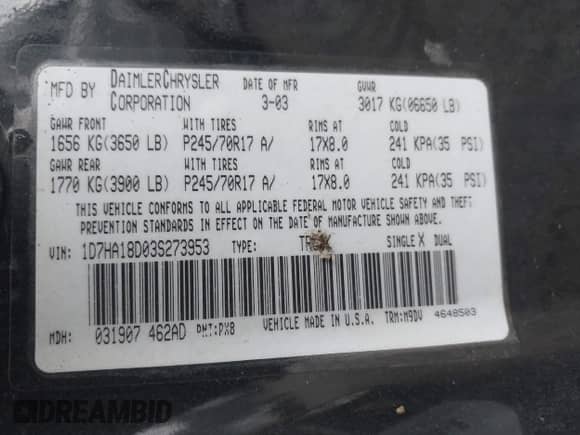 MFD BY DAIMLERCHRYSLER CORPORATION DATE OF MFR 3-03 GVWR 3017 KG(06650 LB)
GAWR FRONT WITH TIRES RIMS AT COLD
1656 KG(3650 LB) P245/70R17 A/ 17X8.0 241 KPA(35 PSI)
GAWR REAR WITH TIRES RIMS AT COLD
1770 KG(3900 LB) P245/70R17 A/ 17X8.0 241 KPA(35 PSI)
THIS VEHICLE CONFORMS TO ALL APPLICABLE FEDERAL MOTOR VEHICLE SAFETY AND THEFT
PREVENTION STANDARDS IN EFFECT ON THE DATE OF MANUFACTURE SHOWN ABOVE.
VIN: 1D7HA18D03S273953 TYPE: SINGLE X DUAL
MDH: 031907 462AD PNT:PX8 VEHICLE MADE IN U.S.A. TRM:M9DV 4648503
DREAMBID